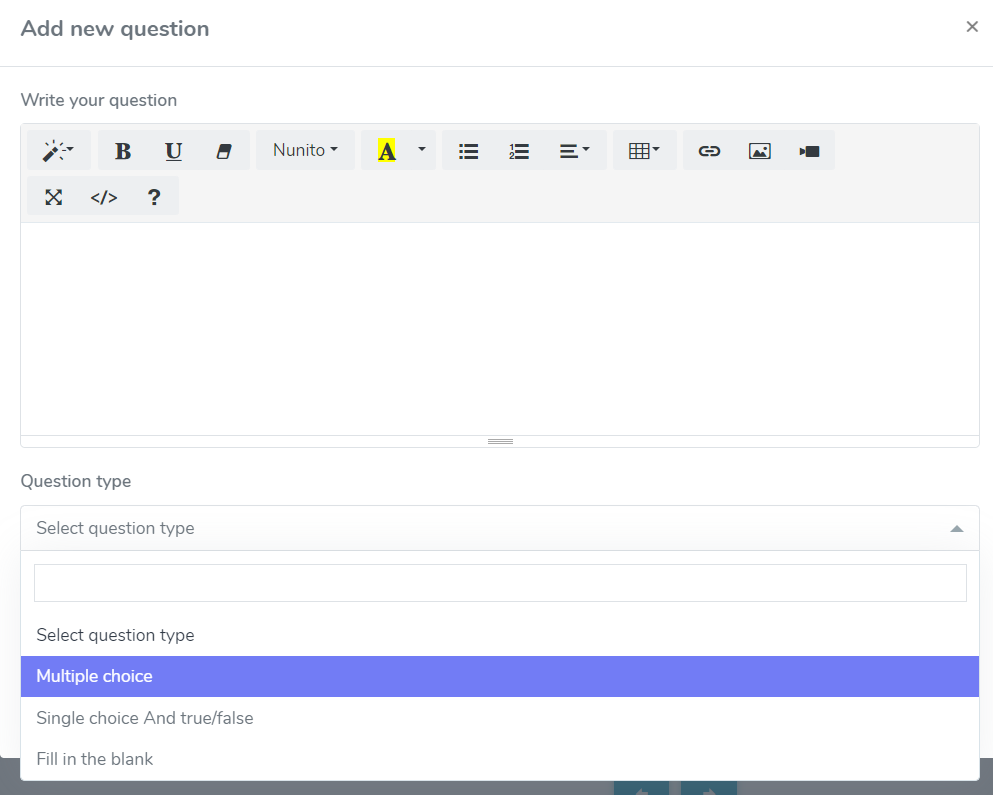 Add new question ×
Write your question
B U Nunito A
</> ?
Question type
Select question type
Select question type
Multiple choice
Single choice And true/false
Fill in the blank